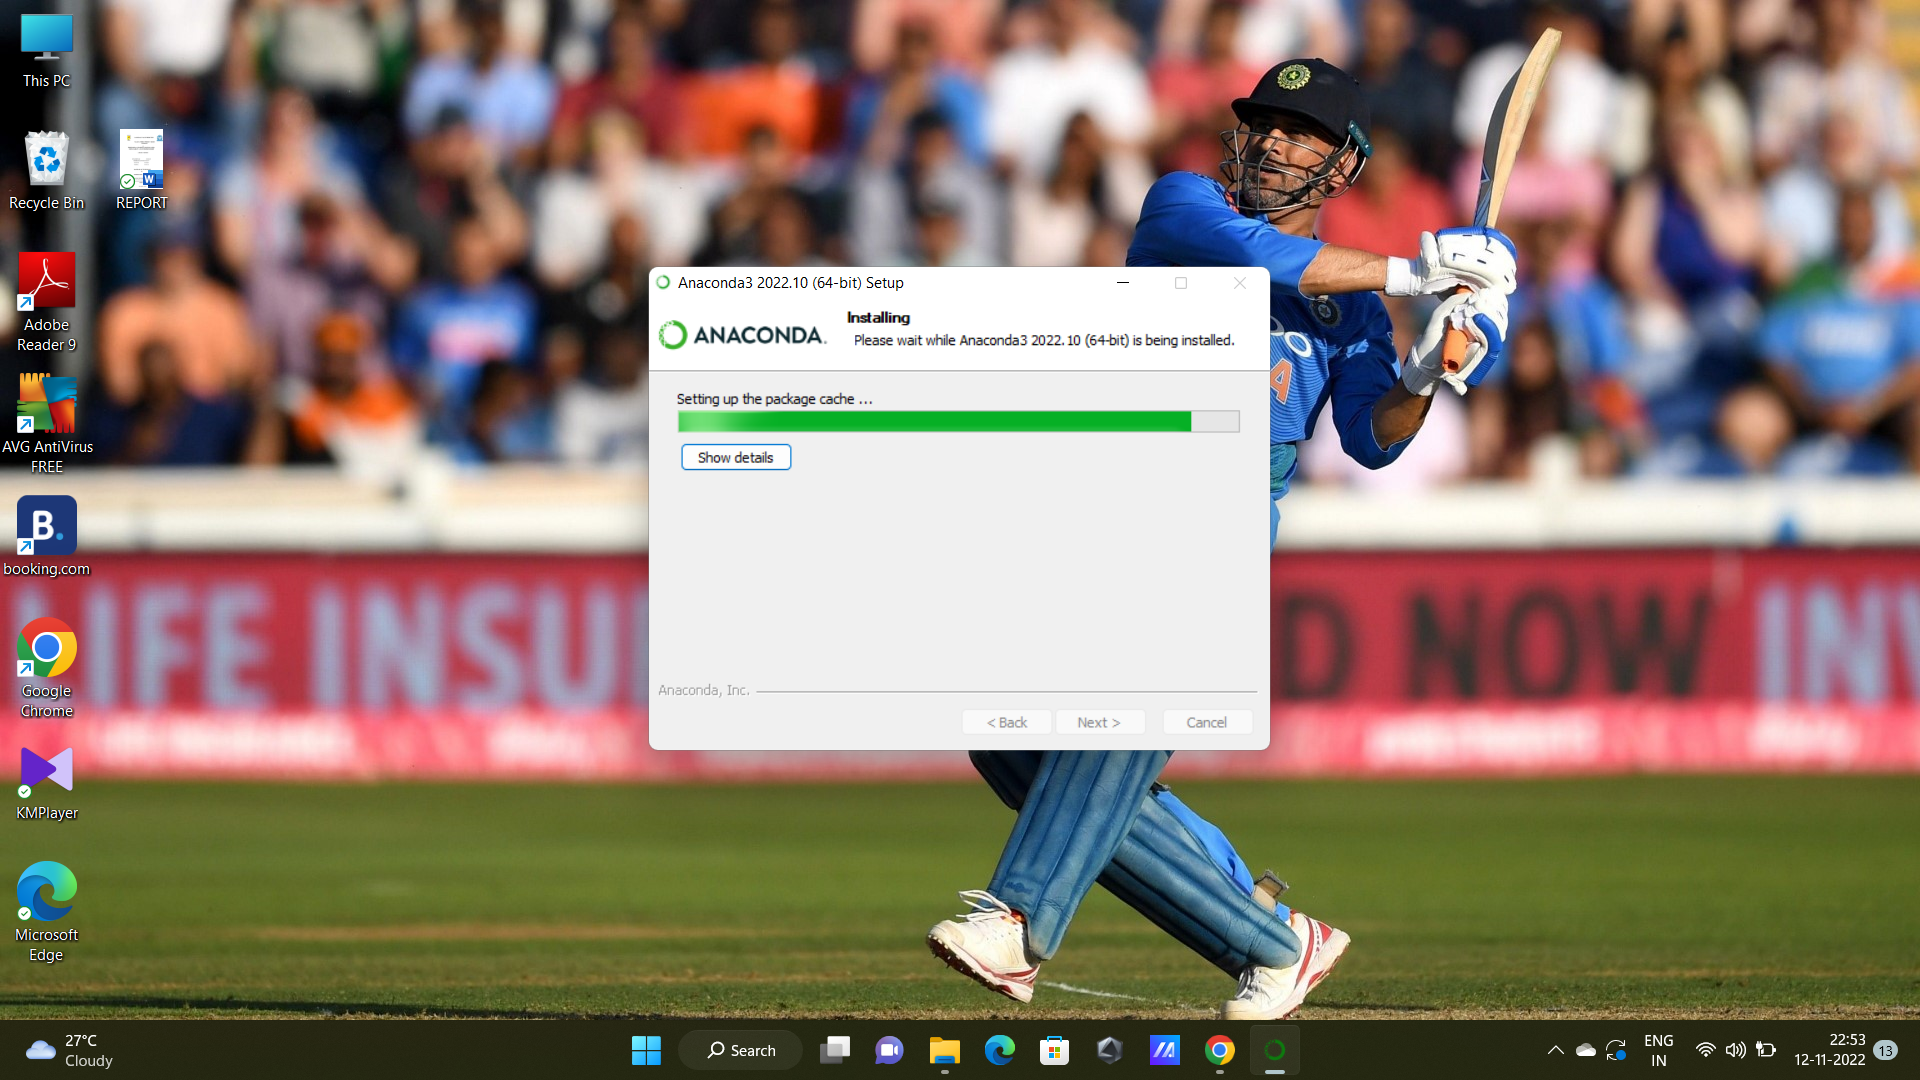 This PC
Recycle Bin
REPORT
Adobe
Reader 9
AVG AntiVirus
FREE
B.
booking.com
Google
Chrome
KMPlayer
Microsoft
Edge
Anaconda3 2022.10 (64-bit) Setup
ANACONDA.
Installing
Please wait while Anaconda3 2022.10 (64-bit) is being installed.
Setting up the package cache ...
Show details
Anaconda, Inc.
< Back
Next >
Cancel
LIFE INSU
D NOW
INV
A
27°C
Cloudy
Search
ENG
IN
22:53
12-11-2022
13